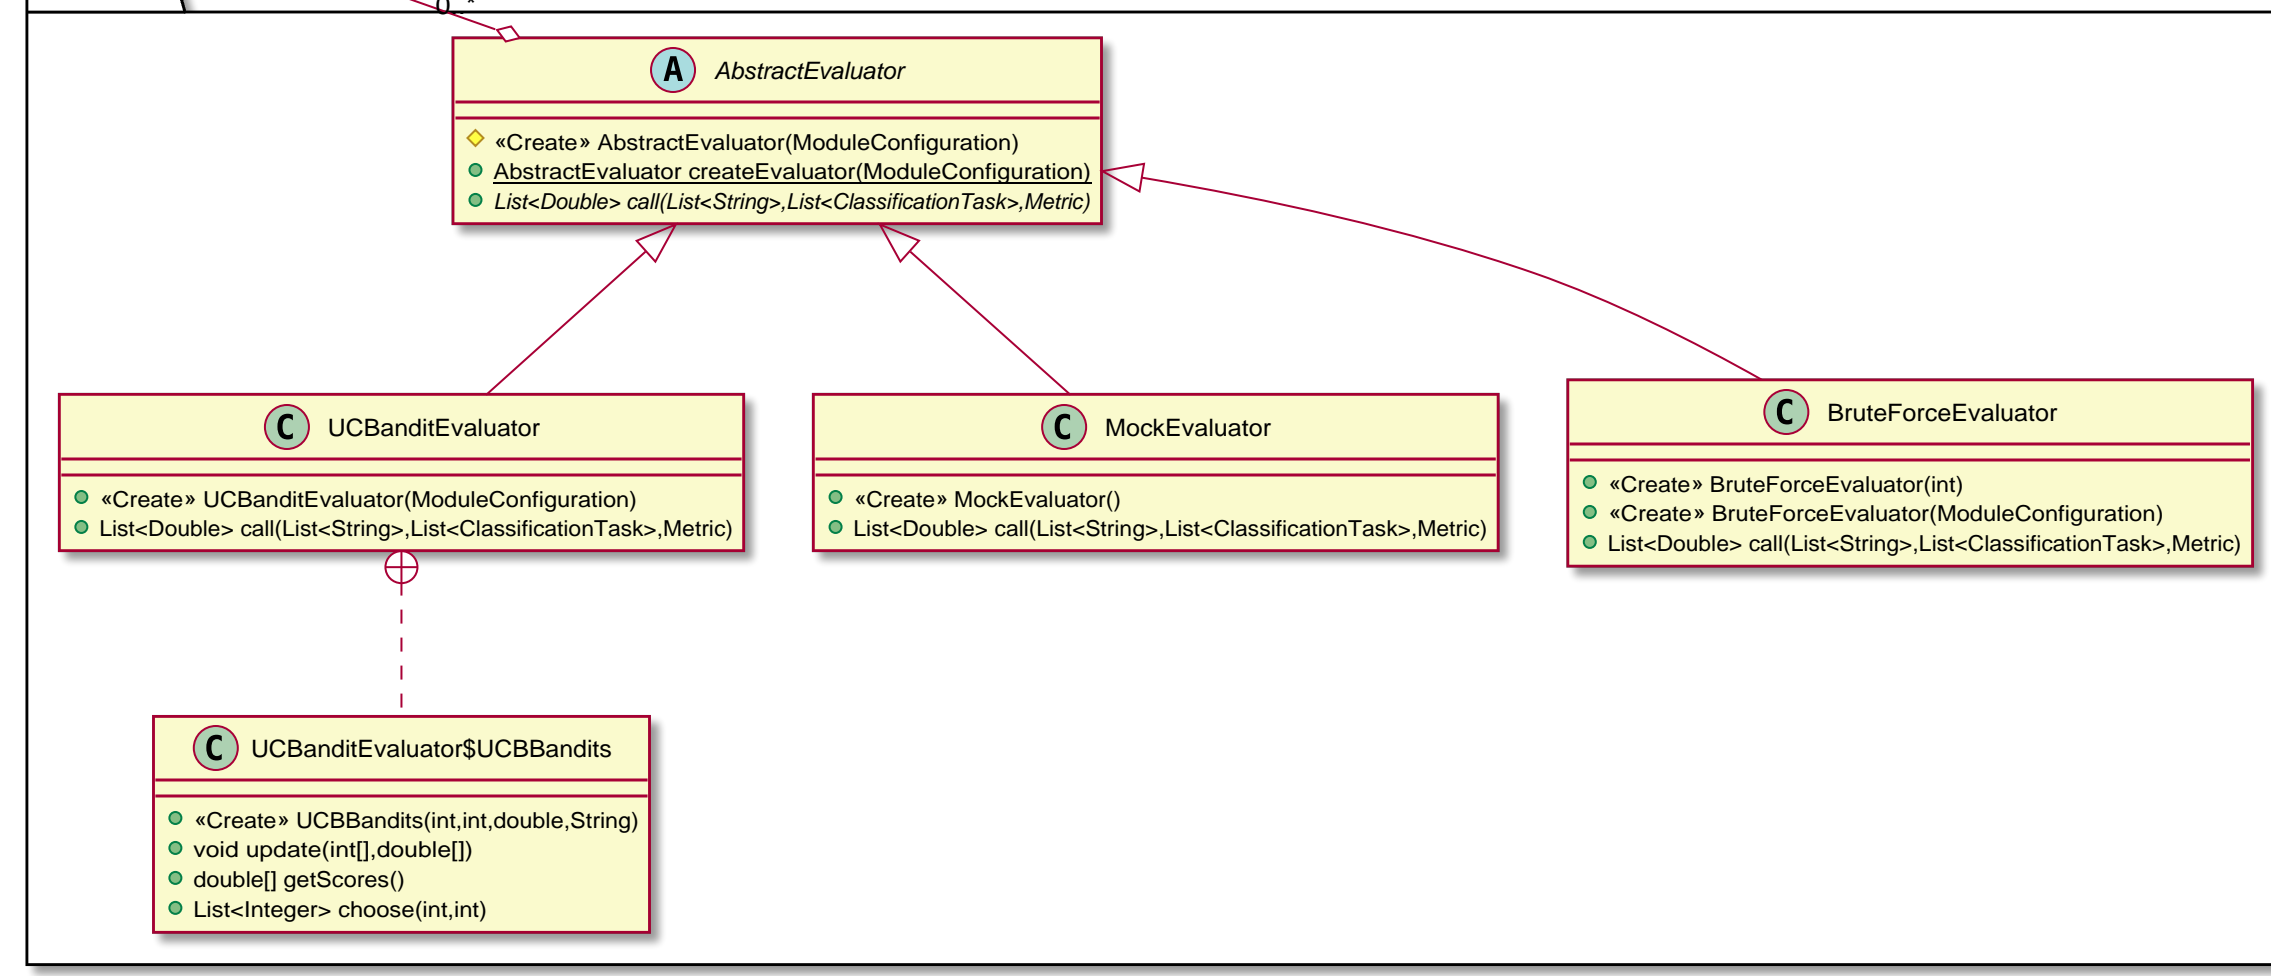 0..*
A AbstractEvaluator
«Create» AbstractEvaluator(ModuleConfiguration)
AbstractEvaluator createEvaluator(ModuleConfiguration)
List<Double> call(List<String>,List<ClassificationTask>,Metric)
C UCBanditEvaluator
«Create» UCBanditEvaluator(ModuleConfiguration)
List<Double> call(List<String>,List<ClassificationTask>,Metric)
C MockEvaluator
«Create» MockEvaluator()
List<Double> call(List<String>,List<ClassificationTask>,Metric)
C BruteForceEvaluator
«Create» BruteForceEvaluator(int)
«Create» BruteForceEvaluator(ModuleConfiguration)
List<Double> call(List<String>,List<ClassificationTask>,Metric)
C UCBanditEvaluator$UCBBandits
«Create» UCBBandits(int,int,double,String)
void update(int[],double[])
double[] getScores()
List<Integer> choose(int,int)